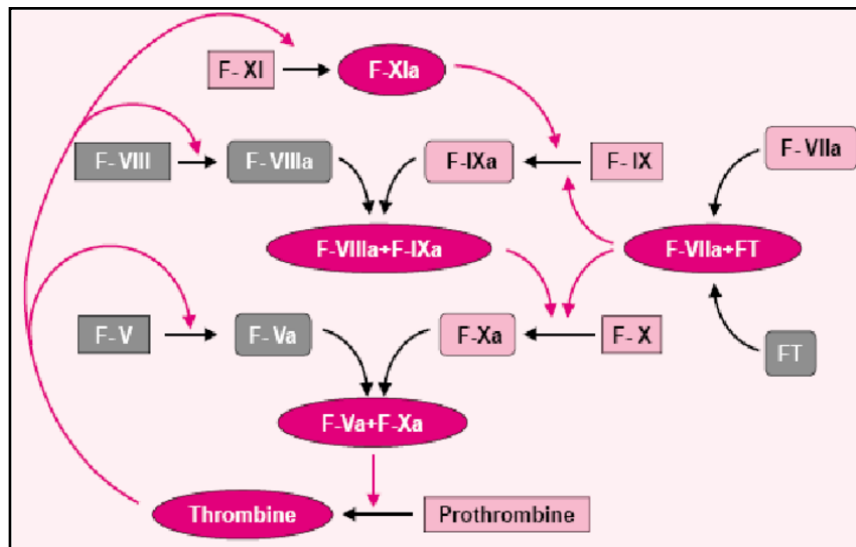 F- XI
F-XIa
F- VIII
F- VIIIa
F-IXa
F- IX
F- VIIa
F-VIIIa+F-IXa
F-VIIa+FT
F- V
F- Va
F-Xa
F- X
FT
F-Va+F-Xa
Thrombine
Prothrombine